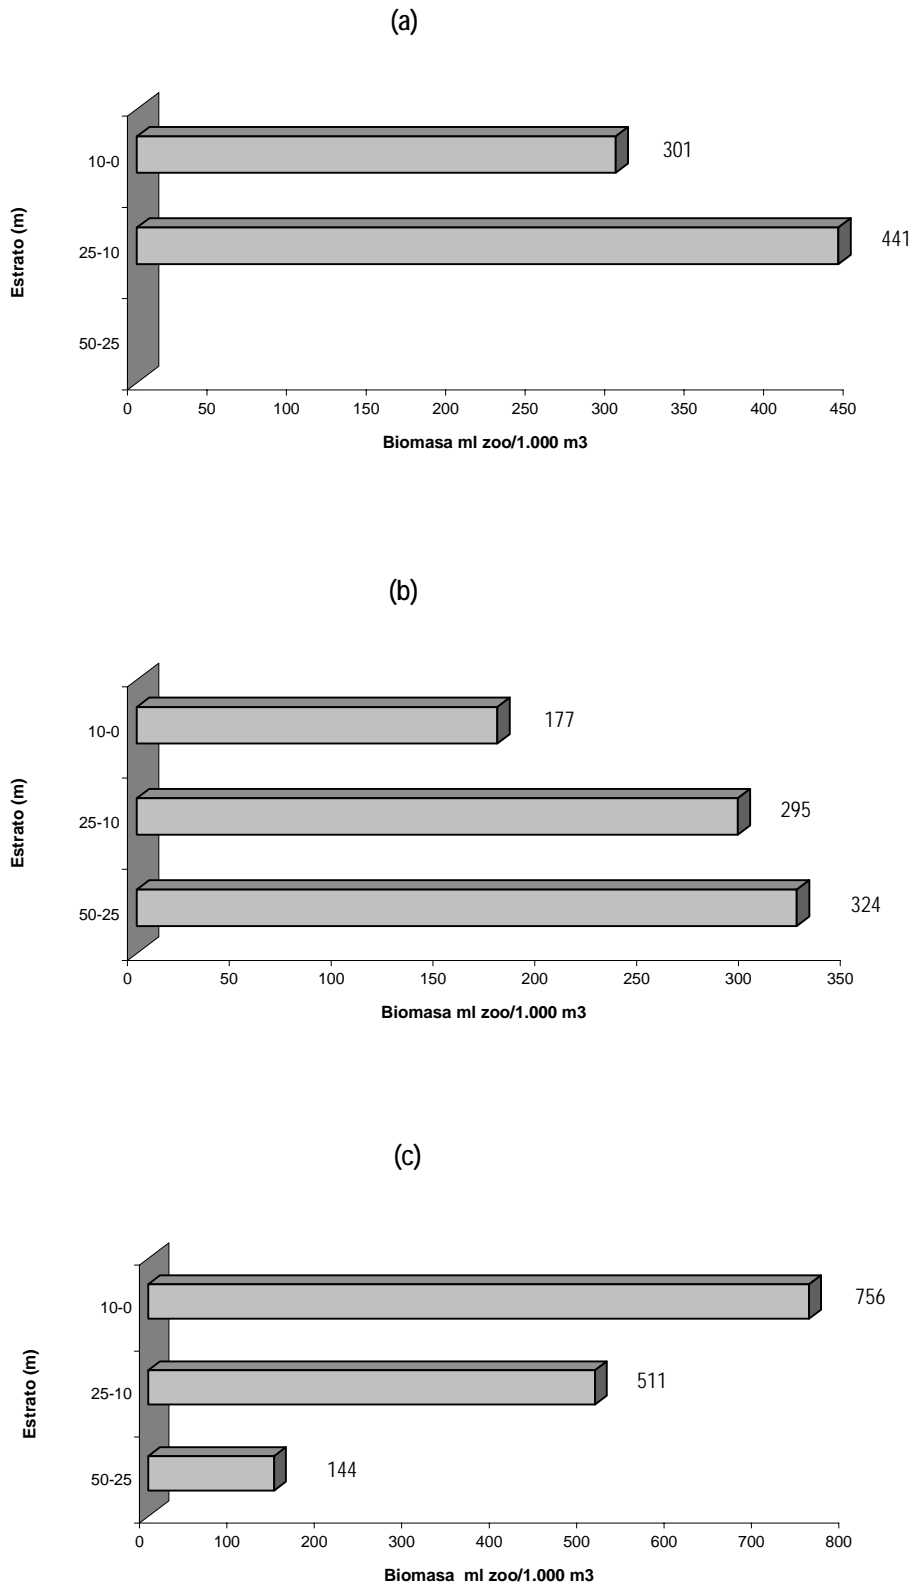 (a)
10-0
301
25-10
441
50-25
Estrato (m)
0 50 100 150 200 250 300 350 400 450
Biomasa ml zoo/1.000 m3
(b)
10-0
177
25-10
295
50-25
324
Estrato (m)
0 50 100 150 200 250 300 350
Biomasa ml zoo/1.000 m3
(c)
10-0
756
25-10
511
50-25
144
Estrato (m)
0 100 200 300 400 500 600 700 800
Biomasa ml zoo/1.000 m3